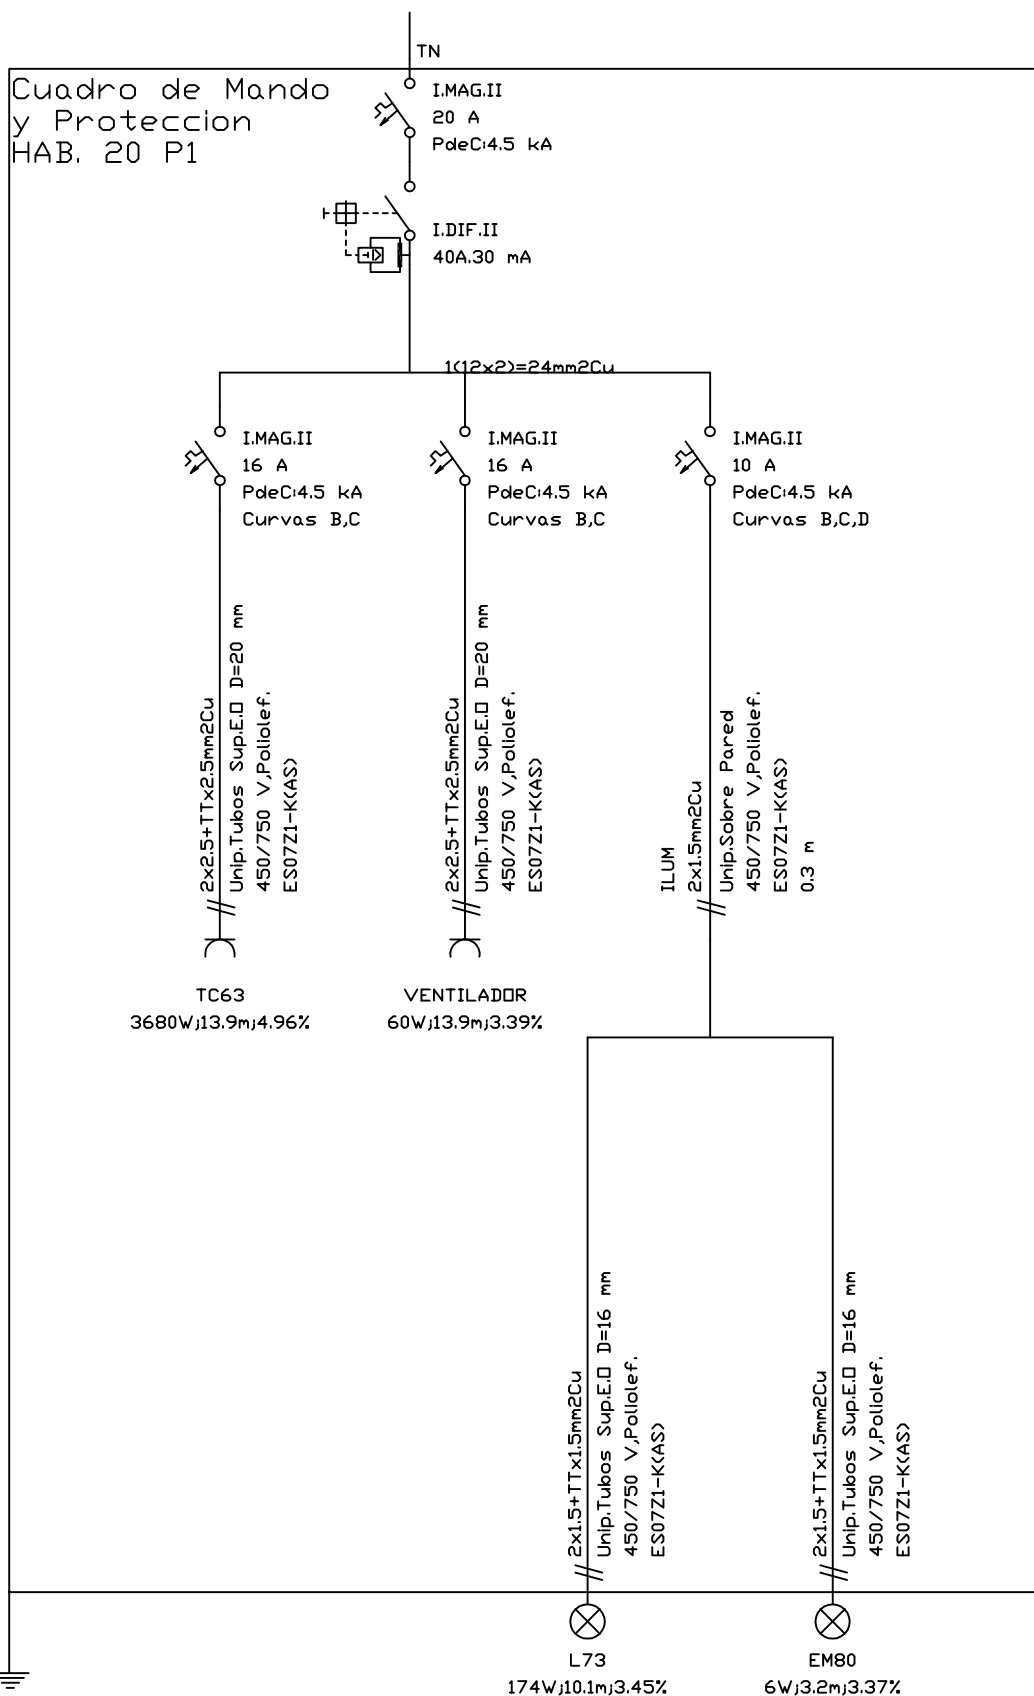 TN
Cuadro de Mando
y Proteccion
HAB. 20 P1
I.MAG.II
20 A
PdeC:4.5 kA
I.DIF.II
40A.30 mA
1(12x2)=24mm2Cu
I.MAG.II
16 A
PdeC:4.5 kA
Curvas B,C
I.MAG.II
16 A
PdeC:4.5 kA
Curvas B,C
I.MAG.II
10 A
PdeC:4.5 kA
Curvas B,C,D
2x2.5+TTx2.5mm2Cu
Unip.Tubos Sup.E.O D=20 mm
450/750 V,Poliolef.
ES07Z1-K(AS)
2x2.5+TTx2.5mm2Cu
Unip.Tubos Sup.E.O D=20 mm
450/750 V,Poliolef.
ES07Z1-K(AS)
ILUM
2x1.5mm2Cu
Unip.Sobre Pared
450/750 V,Poliolef.
ES07Z1-K(AS)
0.3 m
TC63
3680W;13.9m;4.96%
VENTILADOR
60W;13.9m;3.39%
2x1.5+TTx1.5mm2Cu
Unip.Tubos Sup.E.O D=16 mm
450/750 V,Poliolef.
ES07Z1-K(AS)
2x1.5+TTx1.5mm2Cu
Unip.Tubos Sup.E.O D=16 mm
450/750 V,Poliolef.
ES07Z1-K(AS)
L73
174W;10.1m;3.45%
EM80
6W;3.2m;3.37%